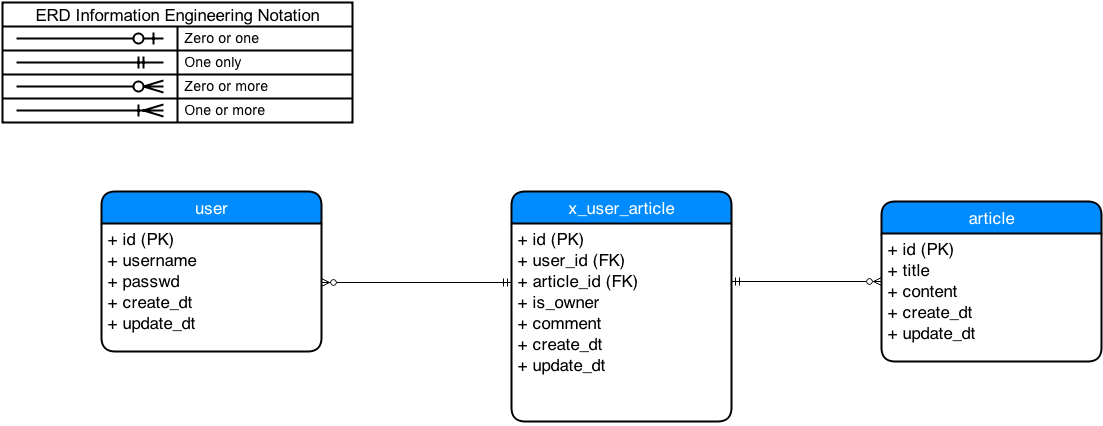 ERD Information Engineering Notation
Zero or one
One only
Zero or more
One or more
user
+ id (PK)
+ username
+ passwd
+ create_dt
+ update_dt
x_user_article
+ id (PK)
+ user_id (FK)
+ article_id (FK)
+ is_owner
+ comment
+ create_dt
+ update_dt
article
+ id (PK)
+ title
+ content
+ create_dt
+ update_dt